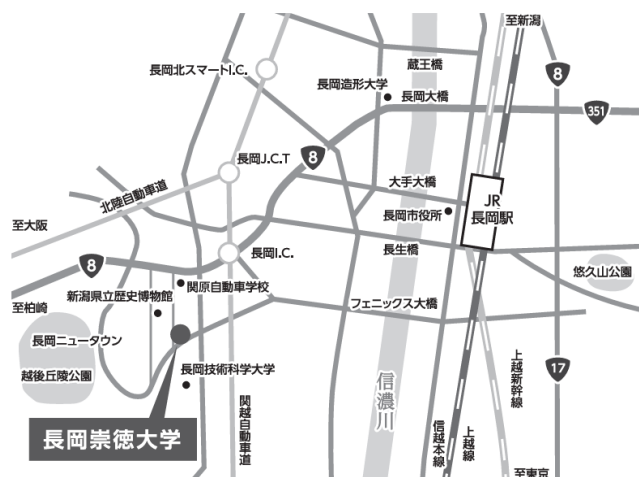 至新潟
蔵王橋
長岡北スマートI.C.
8
長岡造形大学
長岡大橋
351
長岡J.C.T
8
大手大橋
北陸自動車道
JR
長岡駅
長岡市役所
至大阪
長岡I.C.
長生橋
8
悠久山公園
関原自動車学校
新潟県立歴史博物館
至柏崎
フェニックス大橋
長岡ニュータウン
越後丘陵公園
長岡技術科学大学
信濃川
上越新幹線
17
関越自動車道
信越本線
上越線
長岡崇徳大学
至東京